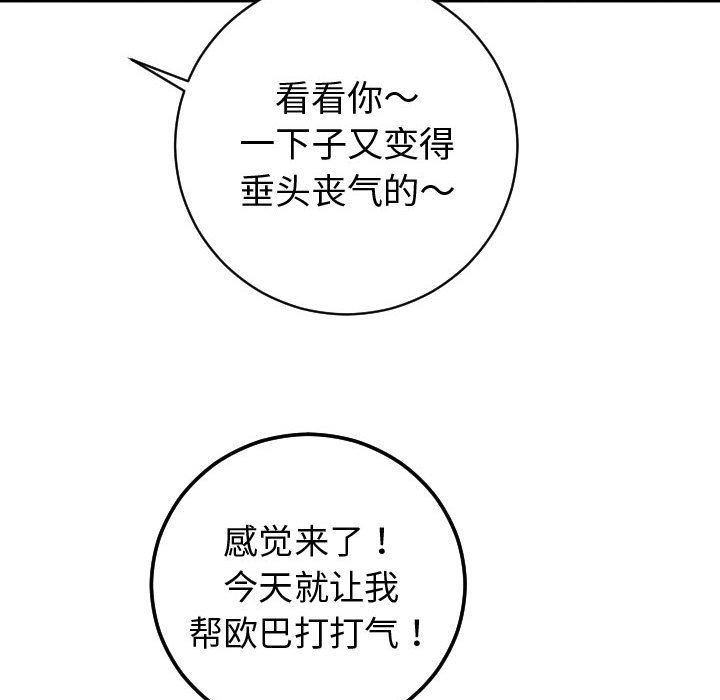 看看你～
一下子又变得
垂头丧气的～
感觉来了！
今天就让我
帮欧巴打打气！